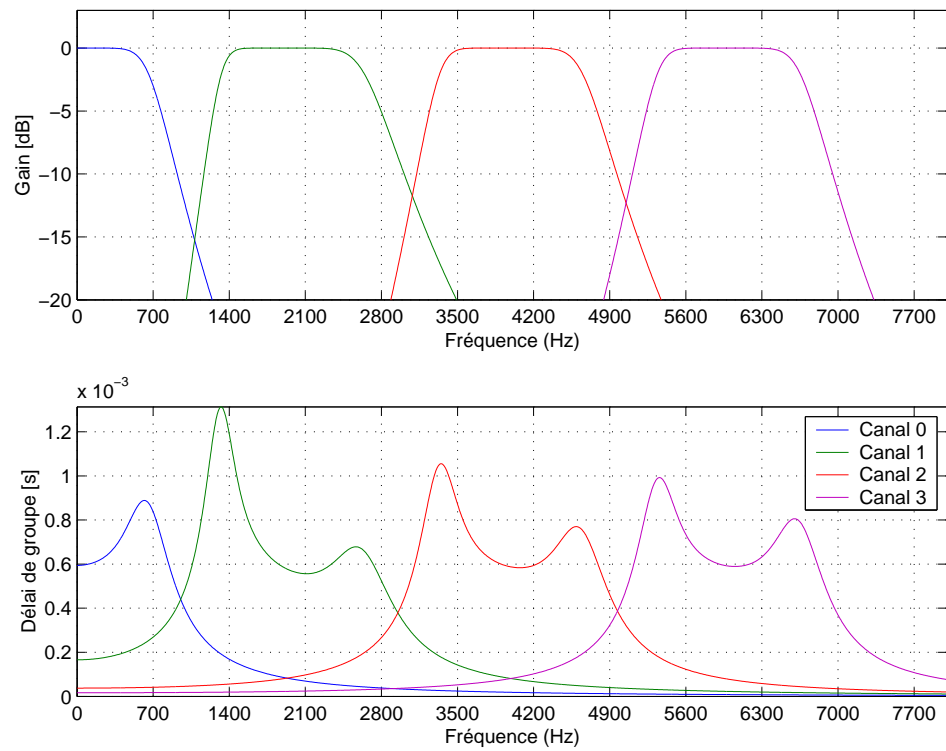 0
−5
−10
−15
−20
Gain [dB]
0 700 1400 2100 2800 3500 4200 4900 5600 6300 7000 7700
Fréquence (Hz)
x 10−3
1.2
1
0.8
0.6
0.4
0.2
0
Délai de groupe [s]
Canal 0
Canal 1
Canal 2
Canal 3
0 700 1400 2100 2800 3500 4200 4900 5600 6300 7000 7700
Fréquence (Hz)